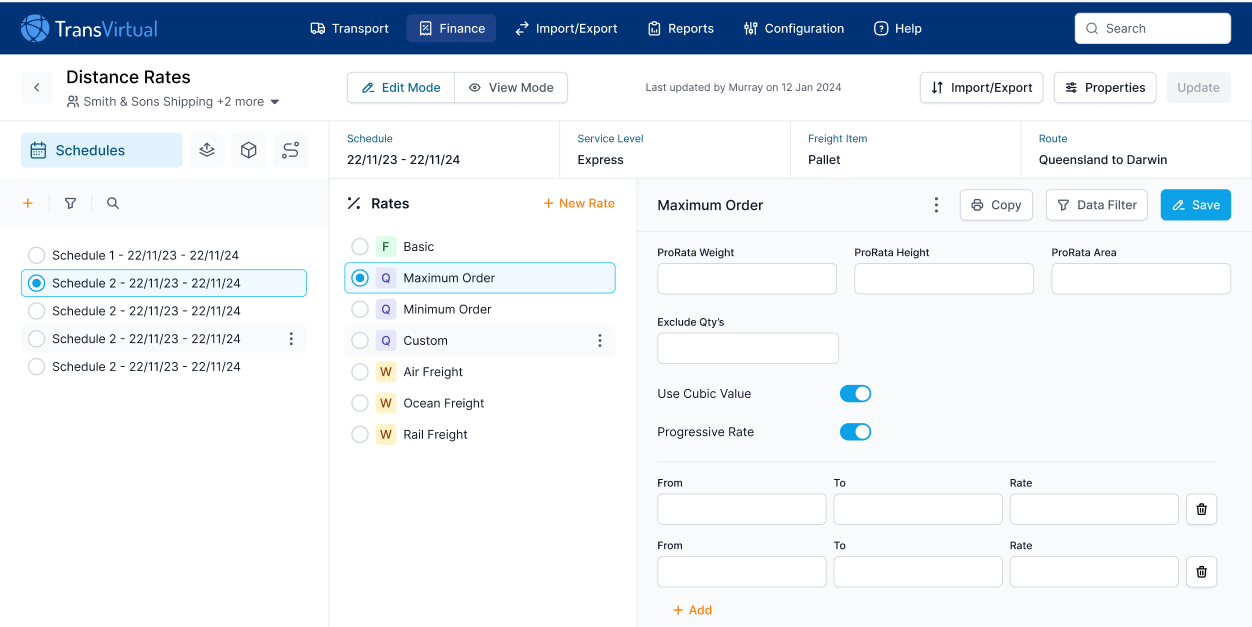 TransVirtual
Transport
Finance
Import/Export
Reports
Configuration
Help
Search
Distance Rates
Smith & Sons Shipping +2 more
Edit Mode
View Mode
Last updated by Murray on 12 Jan 2024
Import/Export
Properties
Update
Schedules
Schedule
22/11/23 - 22/11/24
Service Level
Express
Freight Item
Pallet
Route
Queensland to Darwin
Schedule 1 - 22/11/23 - 22/11/24
Schedule 2 - 22/11/23 - 22/11/24
Schedule 2 - 22/11/23 - 22/11/24
Schedule 2 - 22/11/23 - 22/11/24
Schedule 2 - 22/11/23 - 22/11/24
Rates
+ New Rate
F Basic
Q Maximum Order
Q Minimum Order
Q Custom
W Air Freight
W Ocean Freight
W Rail Freight
Maximum Order
Copy
Data Filter
Save
ProRata Weight
ProRata Height
ProRata Area
Exclude Qty's
Use Cubic Value
Progressive Rate
From
To
Rate
From
To
Rate
+ Add